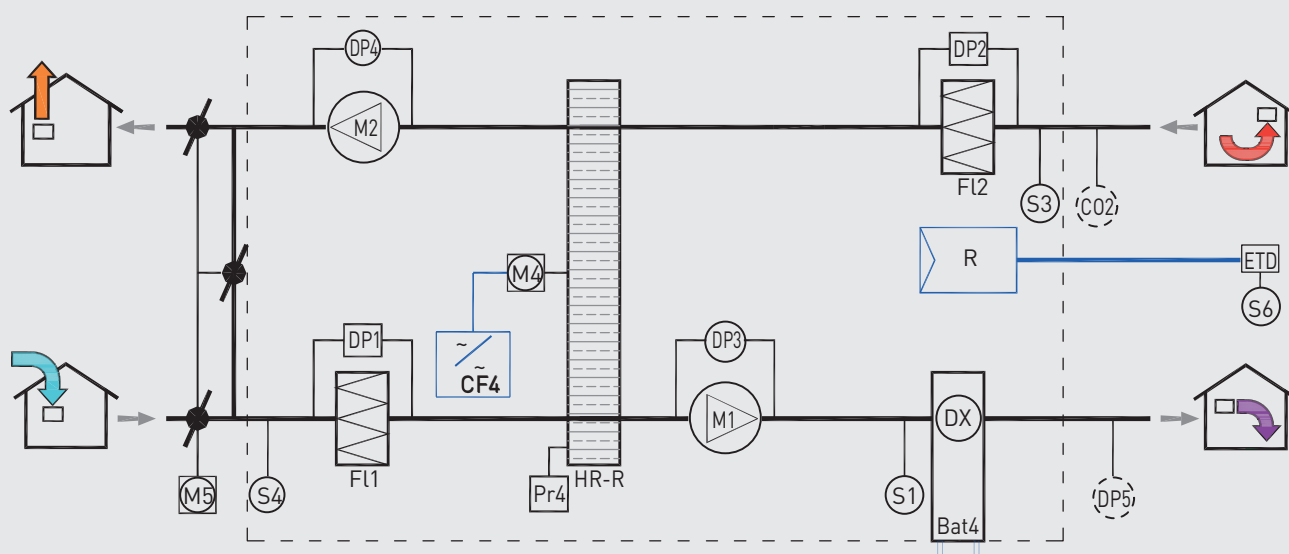 DP4
DP2
M2
Fl2
S3
CO2
M4
R
ETD
S6
~
~
CF4
DP1
DP3
M1
DX
M5
S4
Fl1
Pr4
HR-R
S1
Bat4
DP5